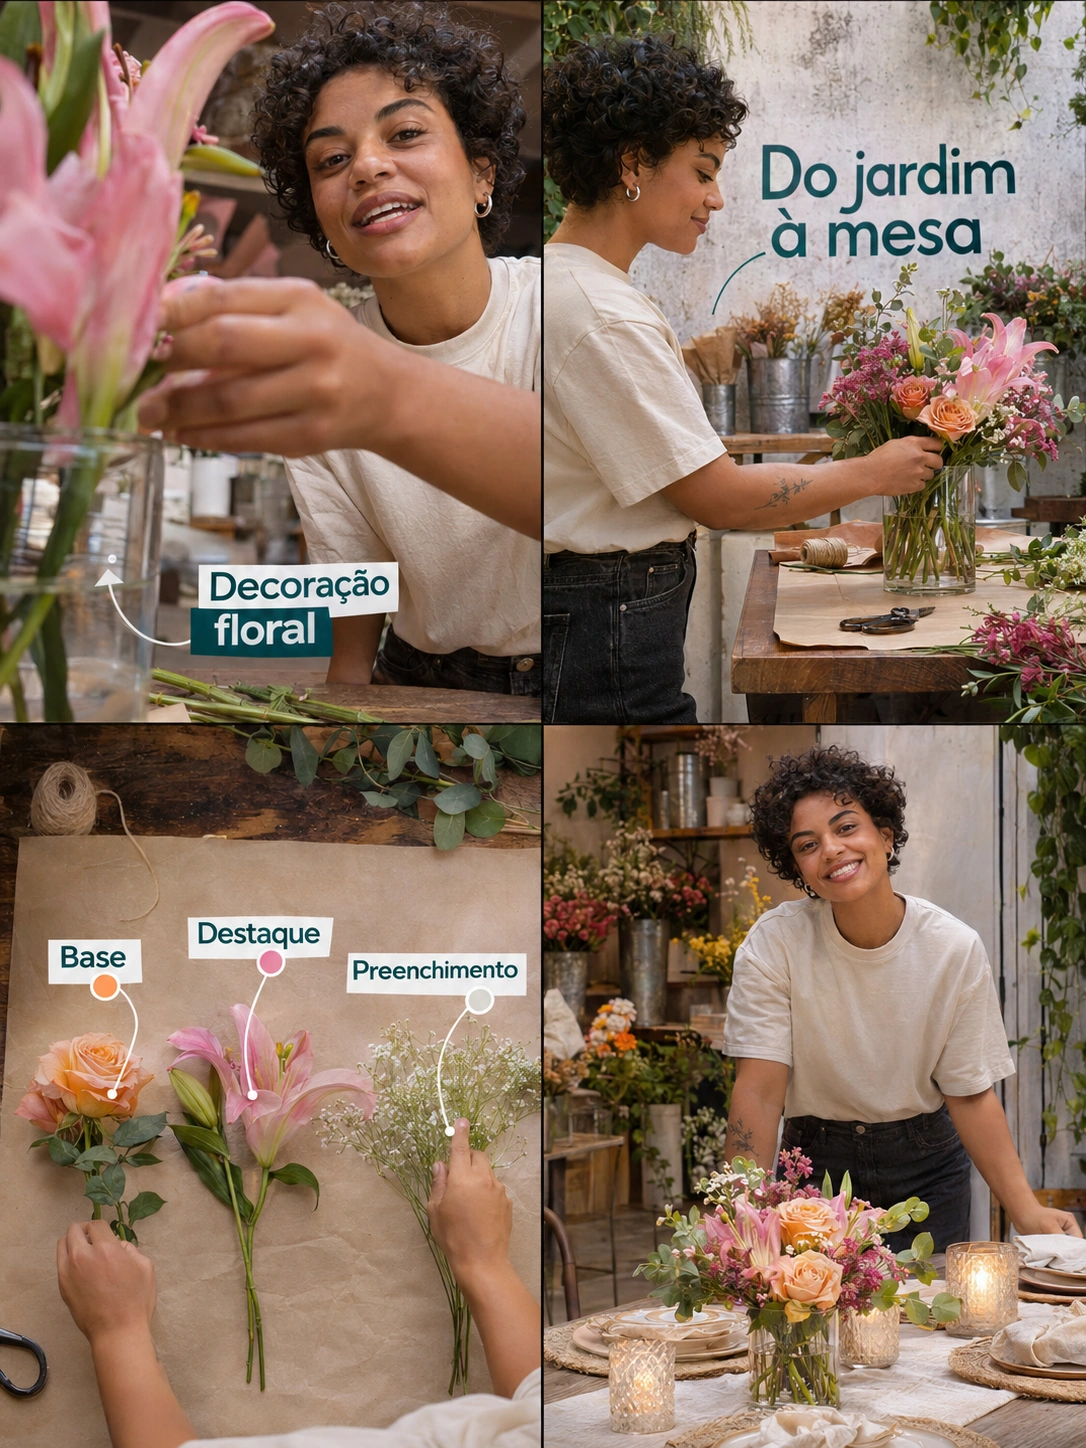 Decoração
floral
Do jardim
à mesa
Base
Destaque
Preenchimento